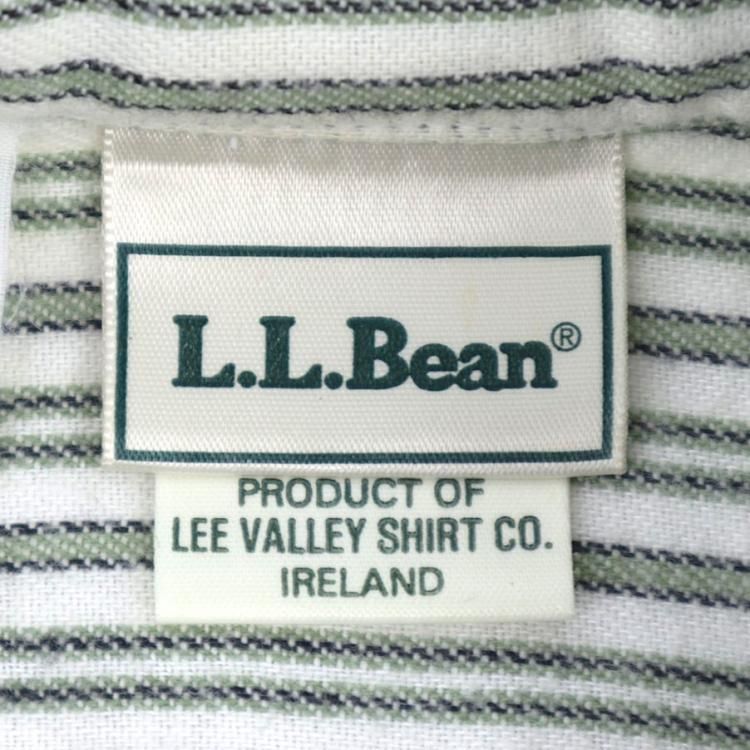 L.L.Bean®
PRODUCT OF
LEE VALLEY SHIRT CO.
IRELAND